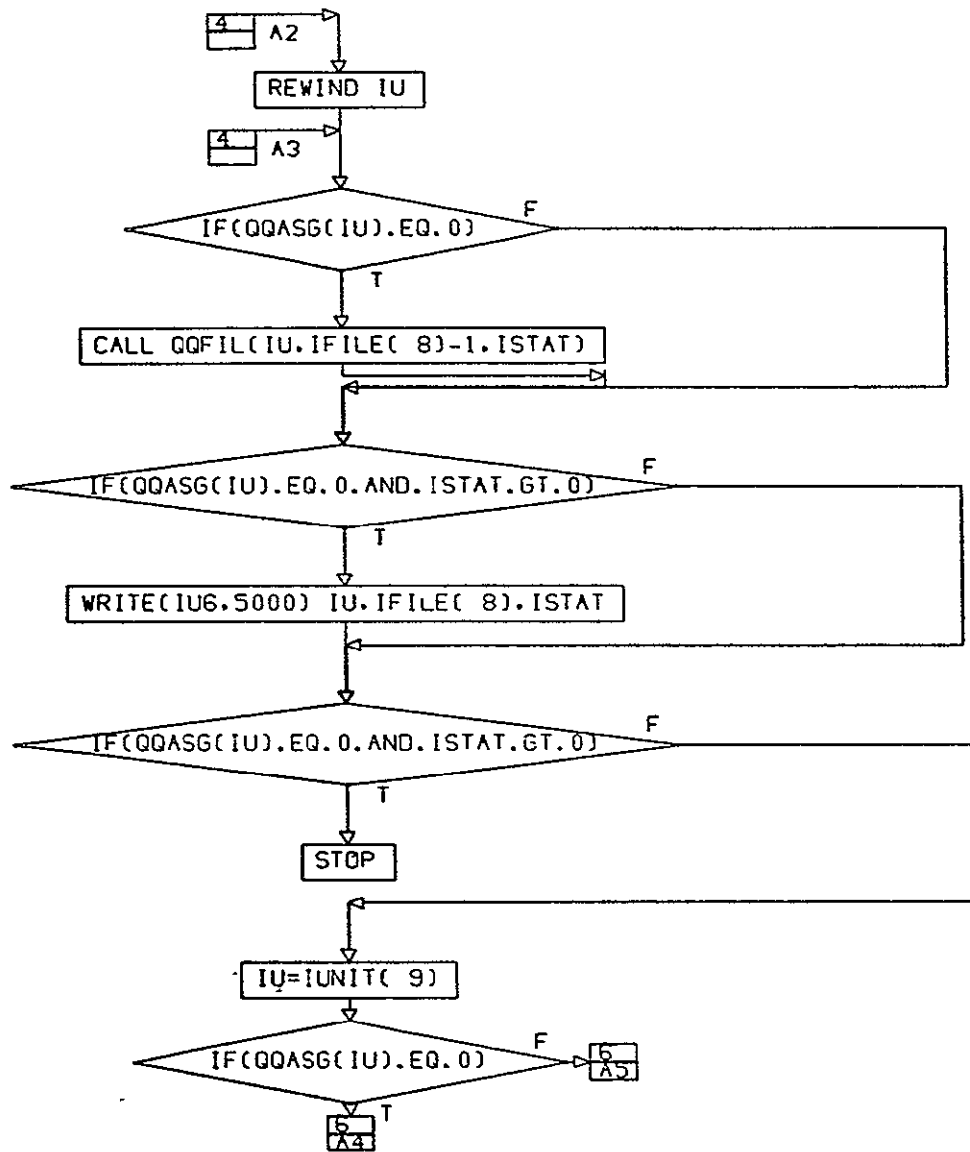 4
A2
REWIND IU
4
A3
IF(QQASG(IU).EQ.0)
F
T
CALL QQFIL(IU.IFILE( 8)-1.ISTAT)
IF(QQASG(IU).EQ.0.AND.ISTAT.GT.0)
F
T
WRITE(IU6.5000) IU.IFILE( 8).ISTAT
IF(QQASG(IU).EQ.0.AND.ISTAT.GT.0)
F
T
STOP
IU=IUNIT( 9)
IF(QQASG(IU).EQ.0)
F
6
A5
T
6
A4